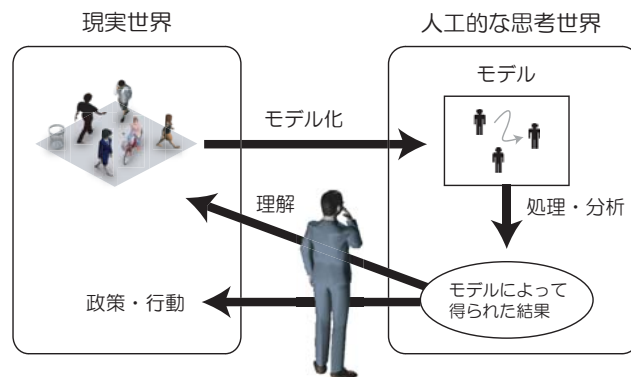 現実世界
人工的な思考世界
モデル
モデル化
処理・分析
理解
政策・行動
モデルによって
得られた結果